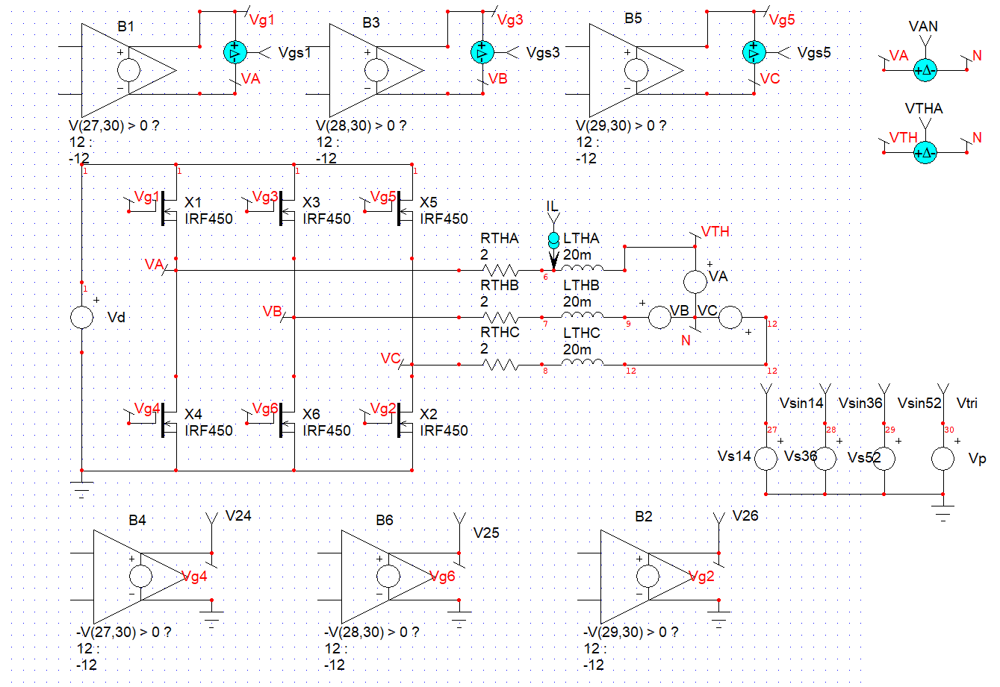 B1
Vg1
Vgs1
VA
V(27,30) > 0 ?
12 :
-12
B3
Vg3
Vgs3
VB
V(28,30) > 0 ?
12 :
-12
B5
Vg5
Vgs5
VC
V(29,30) > 0 ?
12 :
-12
VAN
VA
N
VTHA
VTH
N
1
1
1
1
Vg1
X1
IRF450
Vg3
X3
IRF450
Vg5
X5
IRF450
IL
VA
RTHA
2
6
LTHA
20m
VTH
1
VA
Vd
VB
RTHB
2
7
LTHB
20m
9
VB
VC
12
N
VC
RTHC
2
8
LTHC
20m
12
12
Vg4
X4
IRF450
Vg6
X6
IRF450
Vg2
X2
IRF450
Vsin14
Vsin36
Vsin52
Vtri
27
28
29
30
Vs14
Vs36
Vs52
Vp
B4
V24
Vg4
-V(27,30) > 0 ?
12 :
-12
B6
V25
Vg6
-V(28,30) > 0 ?
12 :
-12
B2
V26
Vg2
-V(29,30) > 0 ?
12 :
-12